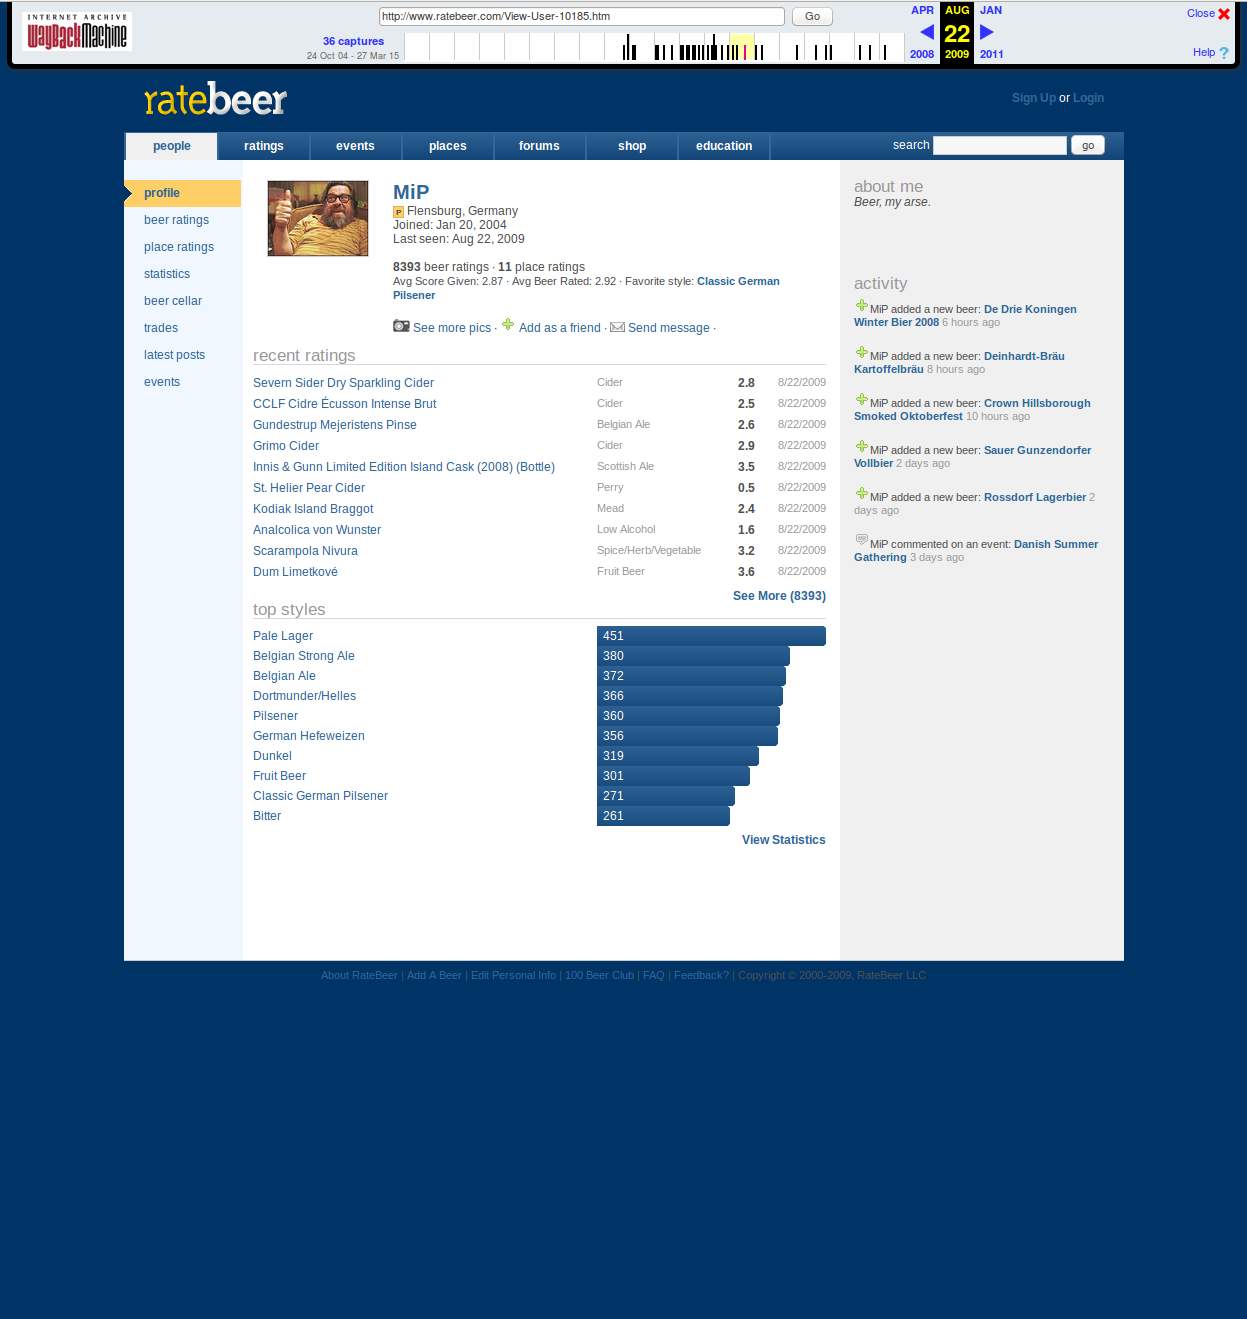 INTERNET ARCHIVE
WayBackMachine
http://www.ratebeer.com/View-User-10185.htm
Go
36 captures
24 Oct 04 - 27 Mar 15
APR
AUG
JAN
22
2008
2009
2011
Close
Help ?
ratebeer
Sign Up or Login
people
ratings
events
places
forums
shop
education
search
go
profile
beer ratings
place ratings
statistics
beer cellar
trades
latest posts
events
MiP
P Flensburg, Germany
Joined: Jan 20, 2004
Last seen: Aug 22, 2009
8393 beer ratings · 11 place ratings
Avg Score Given: 2.87 · Avg Beer Rated: 2.92 · Favorite style: Classic German
Pilsener
See more pics · Add as a friend · Send message ·
recent ratings
Severn Sider Dry Sparkling Cider Cider 2.8 8/22/2009
CCLF Cidre Écusson Intense Brut Cider 2.5 8/22/2009
Gundestrup Mejeristens Pinse Belgian Ale 2.6 8/22/2009
Grimo Cider Cider 2.9 8/22/2009
Innis & Gunn Limited Edition Island Cask (2008) (Bottle) Scottish Ale 3.5 8/22/2009
St. Helier Pear Cider Perry 0.5 8/22/2009
Kodiak Island Braggot Mead 2.4 8/22/2009
Analcolica von Wunster Low Alcohol 1.6 8/22/2009
Scarampola Nivura Spice/Herb/Vegetable 3.2 8/22/2009
Dum Limetkové Fruit Beer 3.6 8/22/2009
See More (8393)
top styles
Pale Lager 451
Belgian Strong Ale 380
Belgian Ale 372
Dortmunder/Helles 366
Pilsener 360
German Hefeweizen 356
Dunkel 319
Fruit Beer 301
Classic German Pilsener 271
Bitter 261
View Statistics
about me
Beer, my arse.
activity
MiP added a new beer: De Drie Koningen
Winter Bier 2008 6 hours ago
MiP added a new beer: Deinhardt-Bräu
Kartoffelbräu 8 hours ago
MiP added a new beer: Crown Hillsborough
Smoked Oktoberfest 10 hours ago
MiP added a new beer: Sauer Gunzendorfer
Vollbier 2 days ago
MiP added a new beer: Rossdorf Lagerbier 2
days ago
MiP commented on an event: Danish Summer
Gathering 3 days ago
About RateBeer | Add A Beer | Edit Personal Info | 100 Beer Club | FAQ | Feedback? | Copyright © 2000-2009, RateBeer LLC